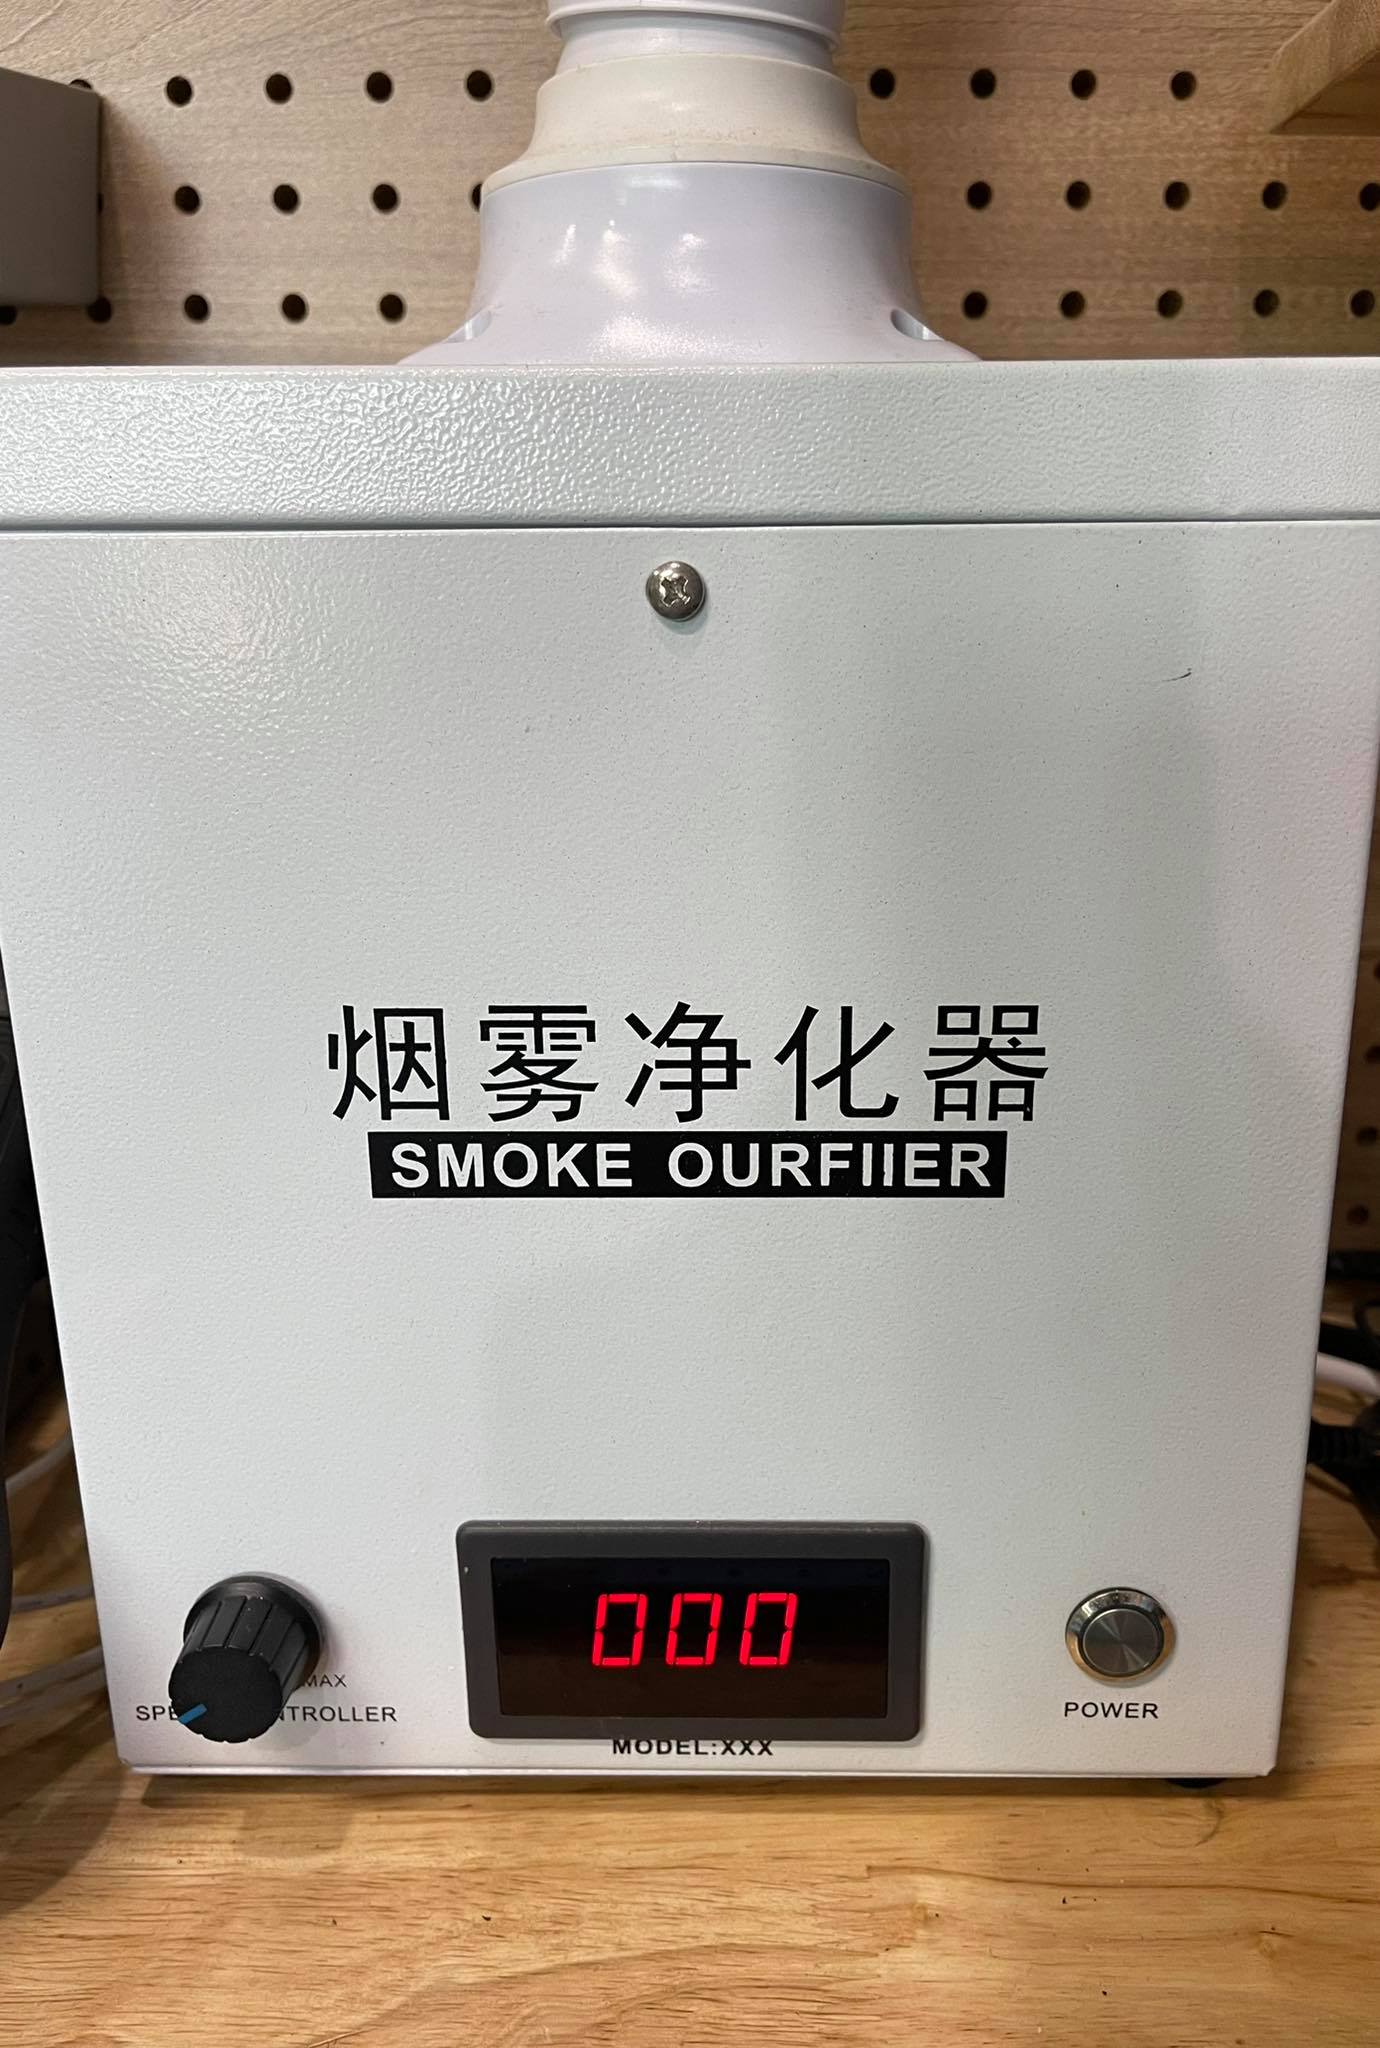 烟雾净化器
SMOKE OURFIIER
000
MAX
POWER
MODEL:XXX